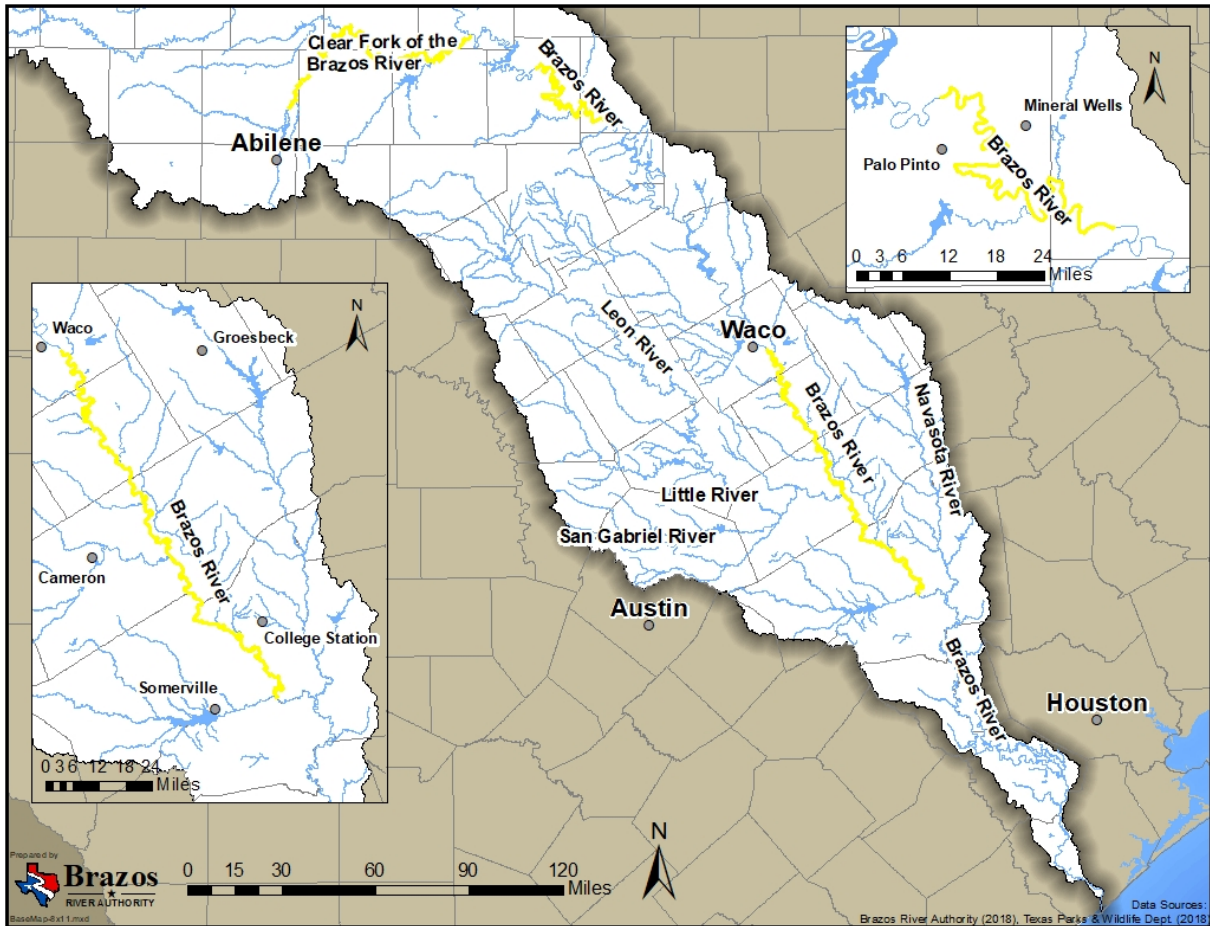 Clear Fork of the
Brazos River
Brazos River
Abilene
N
Mineral Wells
Palo Pinto
Brazos River
0 3 6 12 18 24
Miles
N
Waco
Groesbeck
Brazos River
Cameron
College Station
Somerville
0 3 6 12 18 24
Miles
Leon River
Waco
Brazos River
Navasota River
Little River
San Gabriel River
Austin
Brazos River
Houston
N
0 15 30 60 90 120
Miles
Prepared by
Brazos
RIVER AUTHORITY
BaseMap-8x11.mxd
Data Sources:
Brazos River Authority (2018), Texas Parks & Wildlife Dept. (2018)